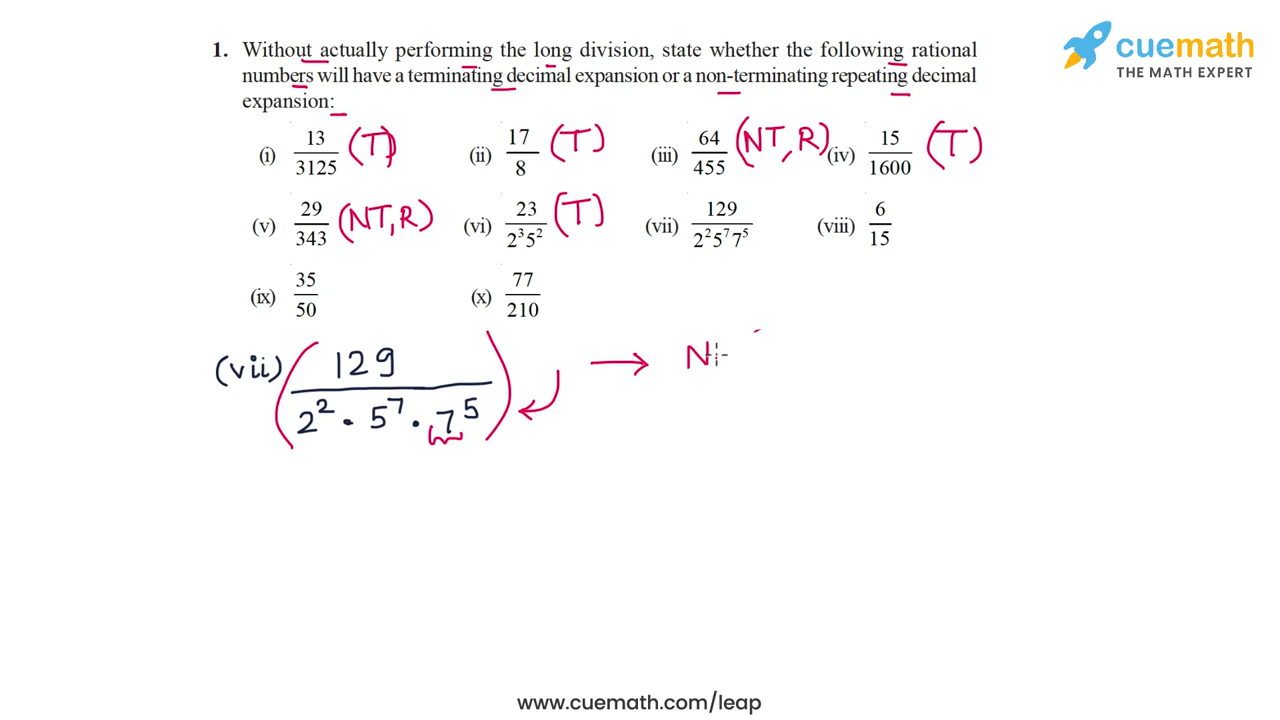 cuemath
THE MATH EXPERT
1. Without actually performing the long division, state whether the following rational
numbers will have a terminating decimal expansion or a non-terminating repeating decimal
expansion:
(i) 13/3125 (T) (ii) 17/8 (T) (iii) 64/455 (NT, R) (iv) 15/1600 (T)
(v) 29/343 (NT, R) (vi) 23/2³5² (T) (vii) 129/2²5⁷7⁵ (viii) 6/15
(ix) 35/50 (x) 77/210
(vii) (129/2² · 5⁷ · 7⁵) → N
www.cuemath.com/leap